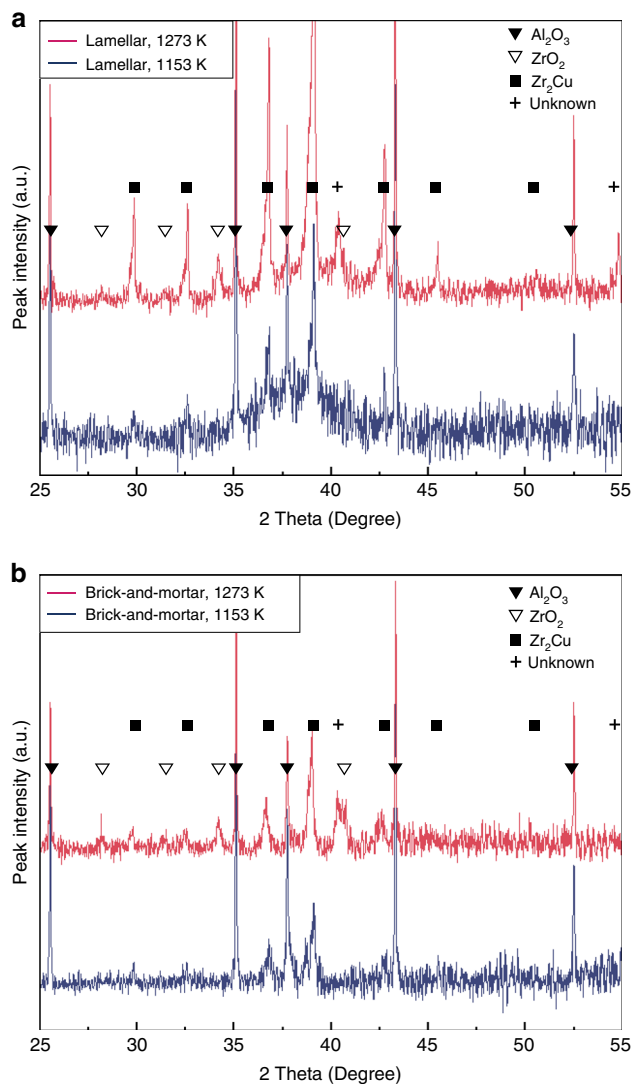 a
Lamellar, 1273 K
Lamellar, 1153 K
Al₂O₃
ZrO₂
Zr₂Cu
Unknown
Peak intensity (a.u.)
25 30 35 40 45 50 55
2 Theta (Degree)
b
Brick-and-mortar, 1273 K
Brick-and-mortar, 1153 K
Al₂O₃
ZrO₂
Zr₂Cu
Unknown
Peak intensity (a.u.)
25 30 35 40 45 50 55
2 Theta (Degree)